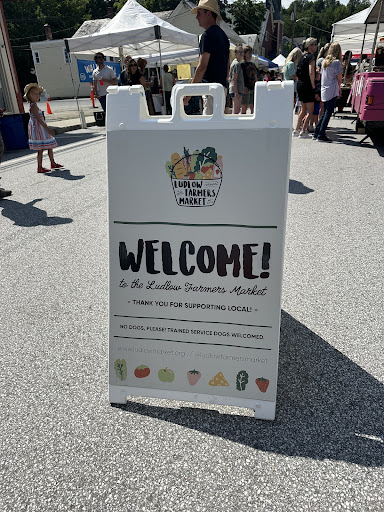 LUDLOW
FARMERS
MARKET
WELCOME!
to the Ludlow Farmers Market
- THANK YOU FOR SUPPORTING LOCAL! -
NO DOGS, PLEASE! TRAINED SERVICE DOGS WELCOMED